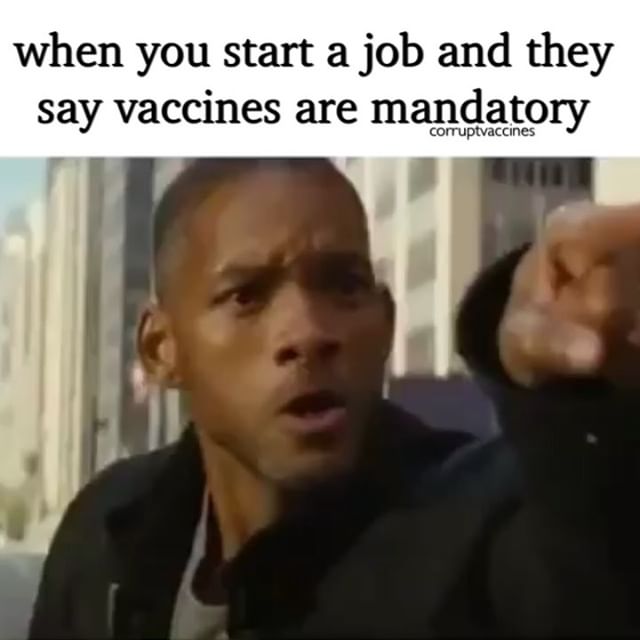 when you start a job and they
say vaccines are mandatory
corruptvaccines